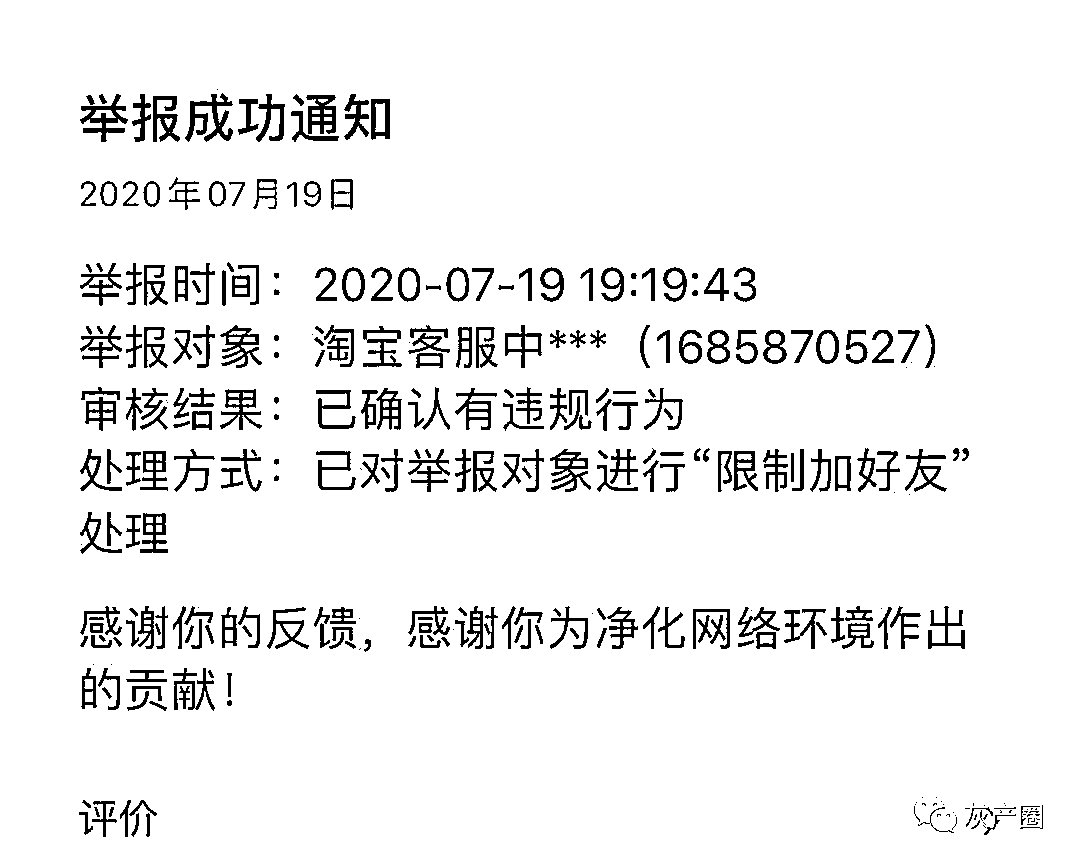 举报成功通知
2020年07月19日
举报时间：2020-07-19 19:19:43
举报对象：淘宝客服中***（1685870527）
审核结果：已确认有违规行为
处理方式：已对举报对象进行“限制加好友”
处理
感谢你的反馈，感谢你为净化网络环境作出
的贡献！
评价
灰产圈